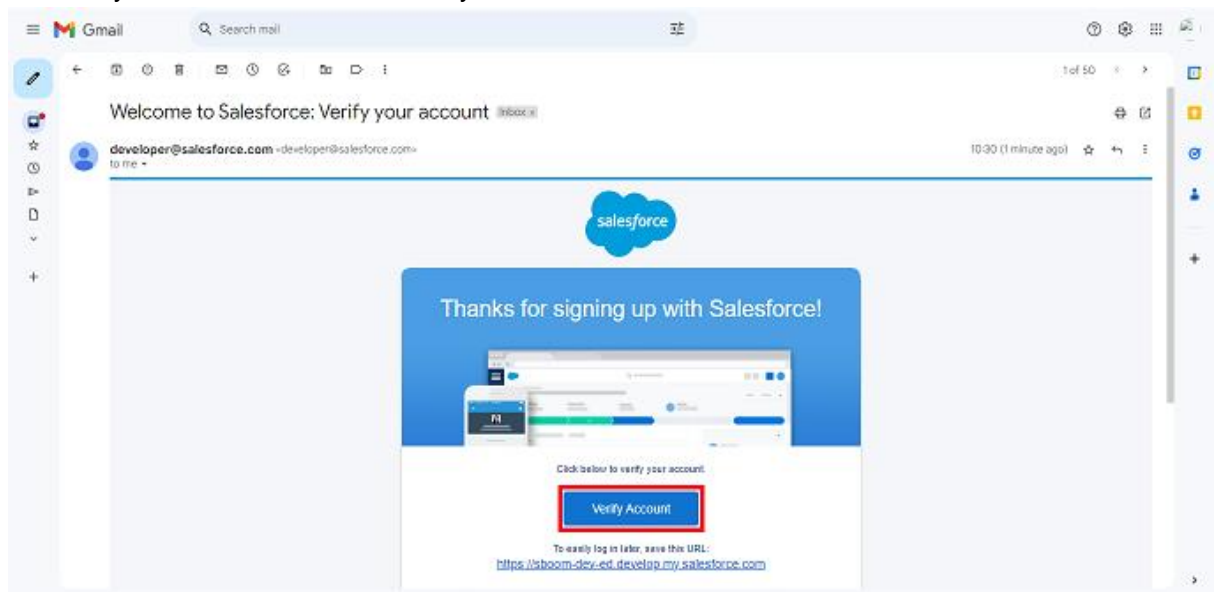 Gmail
Search mail
1 of 50
Welcome to Salesforce: Verify your account Inbox x
developer@salesforce.com <developer@salesforce.com>
10:30 (1 minute ago)
to me
salesforce
Thanks for signing up with Salesforce!
Click below to verify your account.
Verify Account
To easily log in later, save this URL:
https://sboom-dev-ed.develop.my.salesforce.com